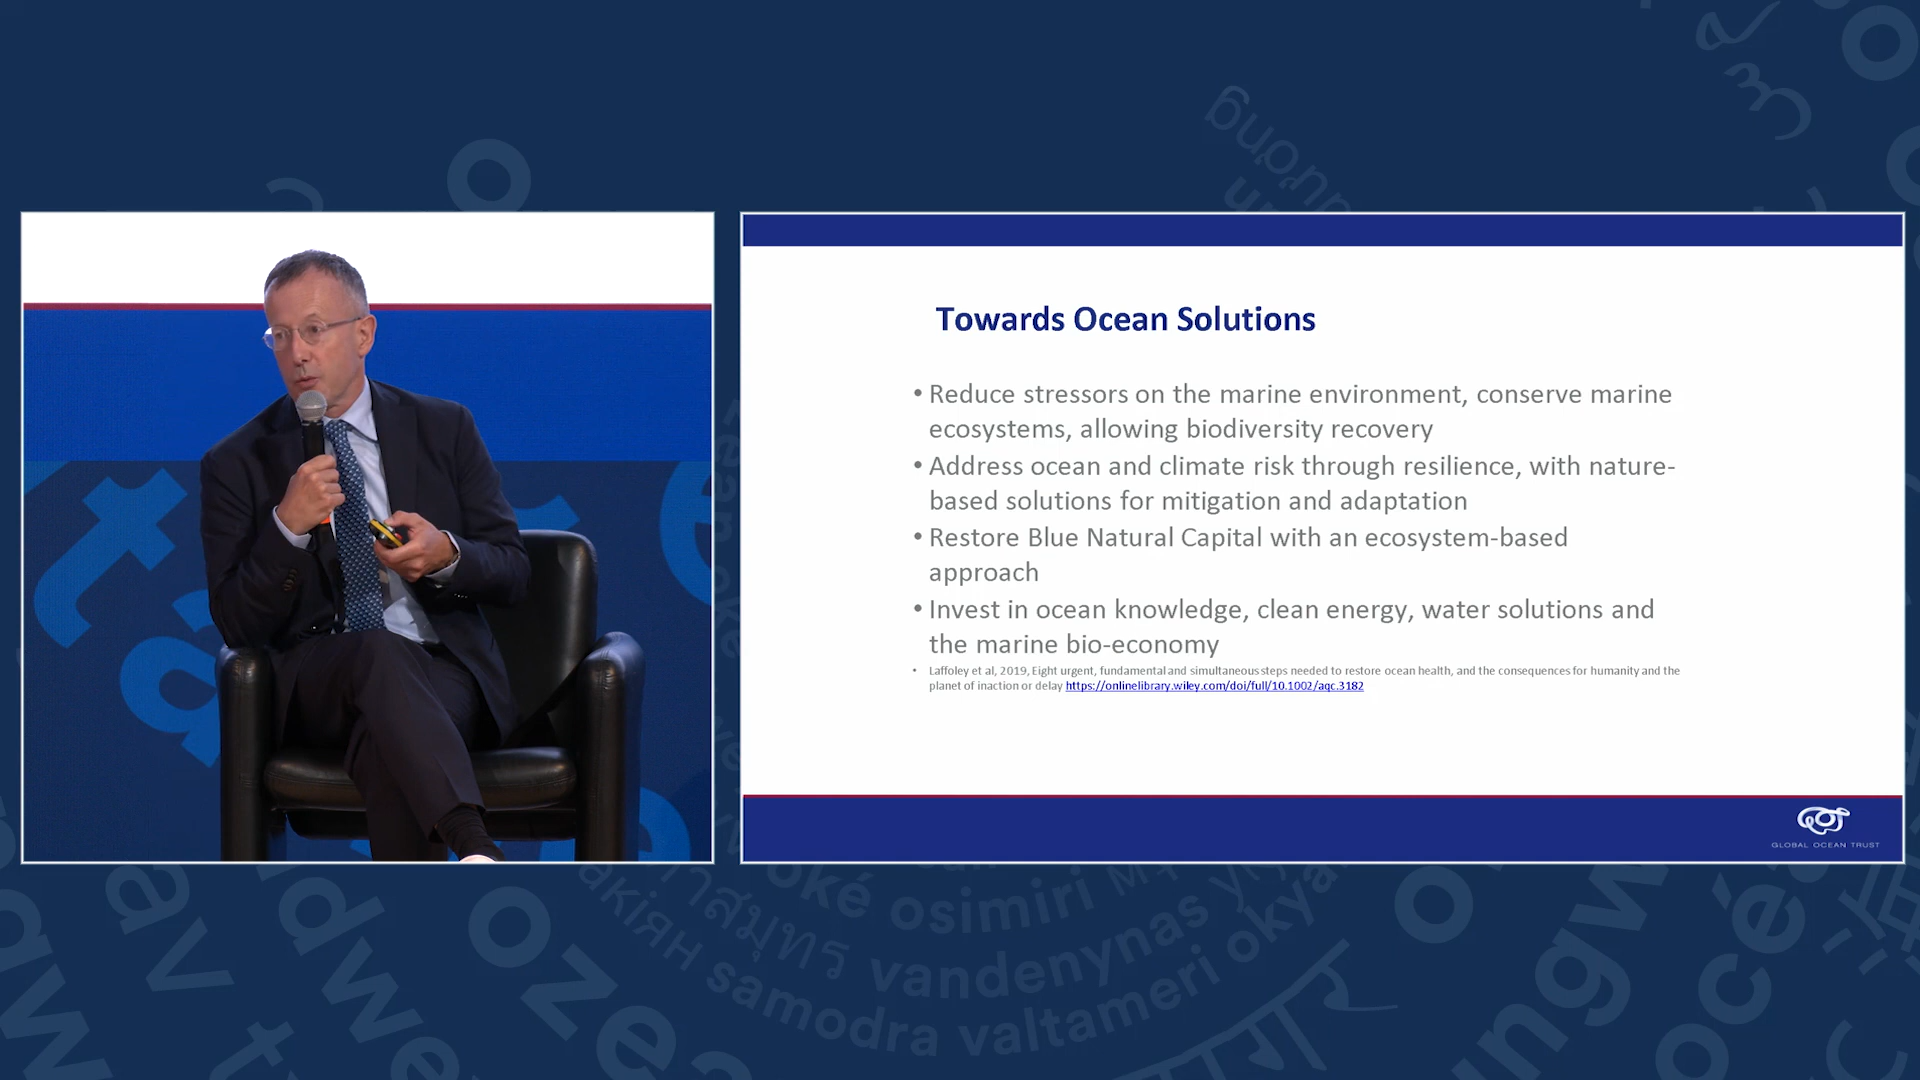 Towards Ocean Solutions
• Reduce stressors on the marine environment, conserve marine
ecosystems, allowing biodiversity recovery
• Address ocean and climate risk through resilience, with nature-
based solutions for mitigation and adaptation
• Restore Blue Natural Capital with an ecosystem-based
approach
• Invest in ocean knowledge, clean energy, water solutions and
the marine bio-economy
• Laffoley et al, 2019, Eight urgent, fundamental and simultaneous steps needed to restore ocean health, and the consequences for humanity and the
planet of inaction or delay https://onlinelibrary.wiley.com/doi/full/10.1002/aqc.3182
GLOBAL OCEAN TRUST
osimiri
vandenynas
samodra valtameri